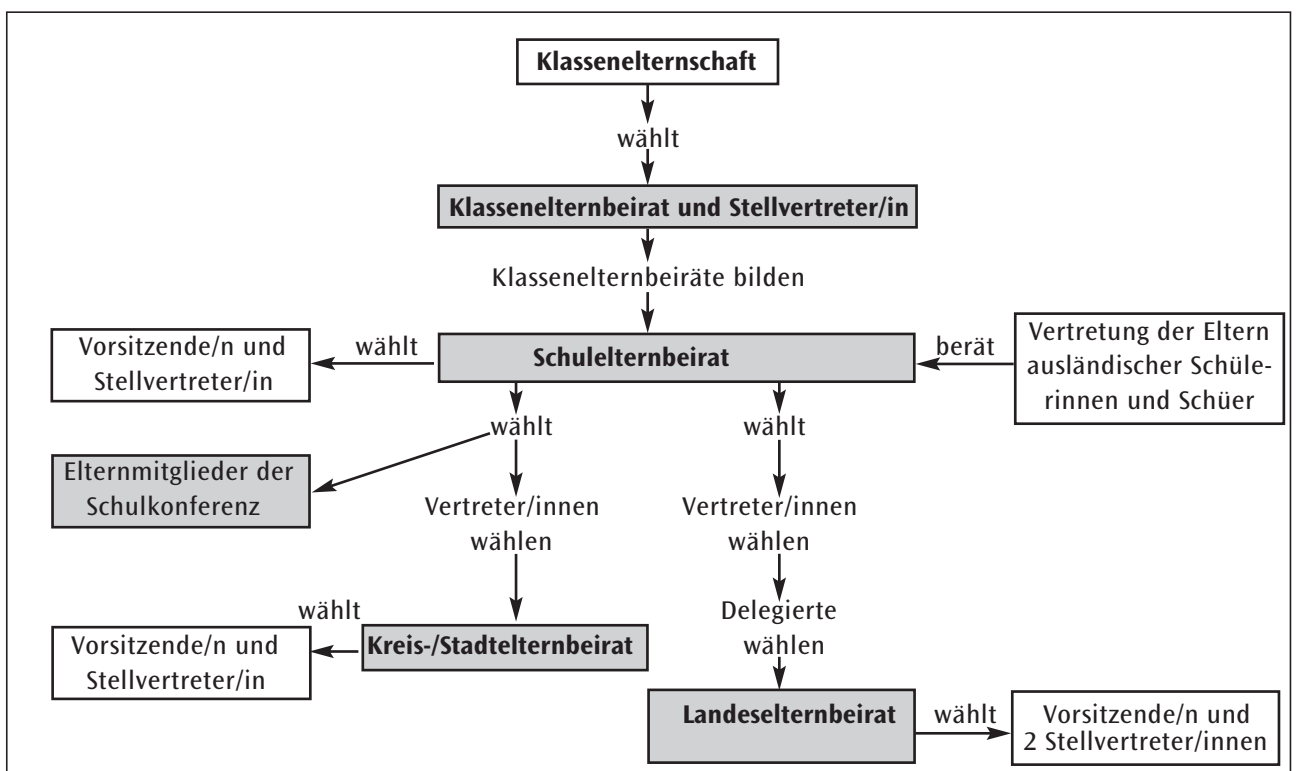 Klassenelternschaft
wählt
Klassenelternbeirat und Stellvertreter/in
Klassenelternbeiräte bilden
Vorsitzende/n und
Stellvertreter/in
wählt
Schulelternbeirat
berät
Vertretung der Eltern
ausländischer Schüle-
rinnen und Schüer
wählt
wählt
Elternmitglieder der
Schulkonferenz
Vertreter/innen
wählen
Vertreter/innen
wählen
Delegierte
wählen
wählt
Vorsitzende/n und
Stellvertreter/in
Kreis-/Stadtelternbeirat
Landeselternbeirat
wählt
Vorsitzende/n und
2 Stellvertreter/innen